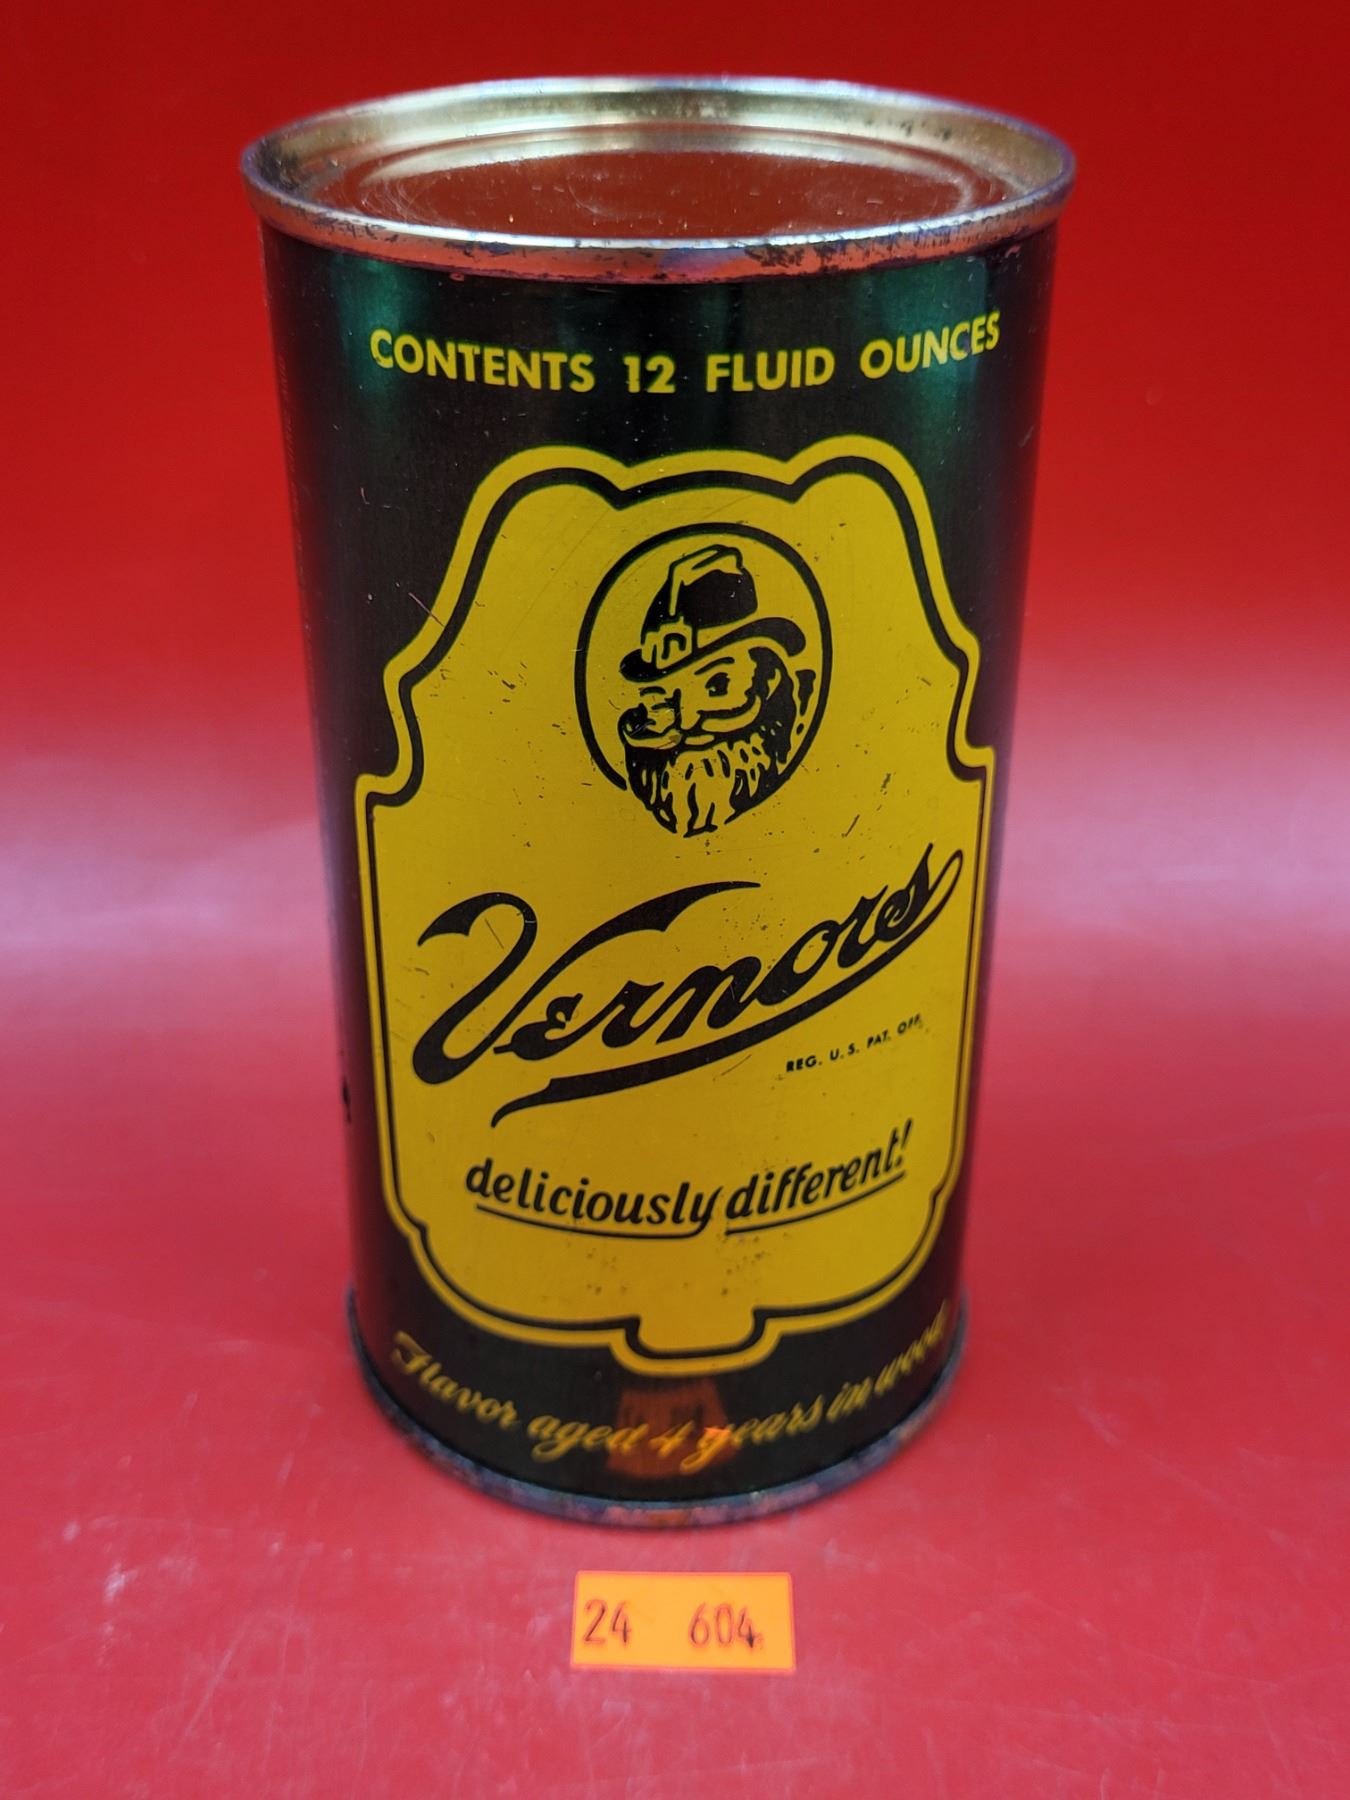 CONTENTS 12 FLUID OUNCES
Vernors
REG. U.S. PAT. OFF.
deliciously different!
Flavor aged 4 years in wood
24 604